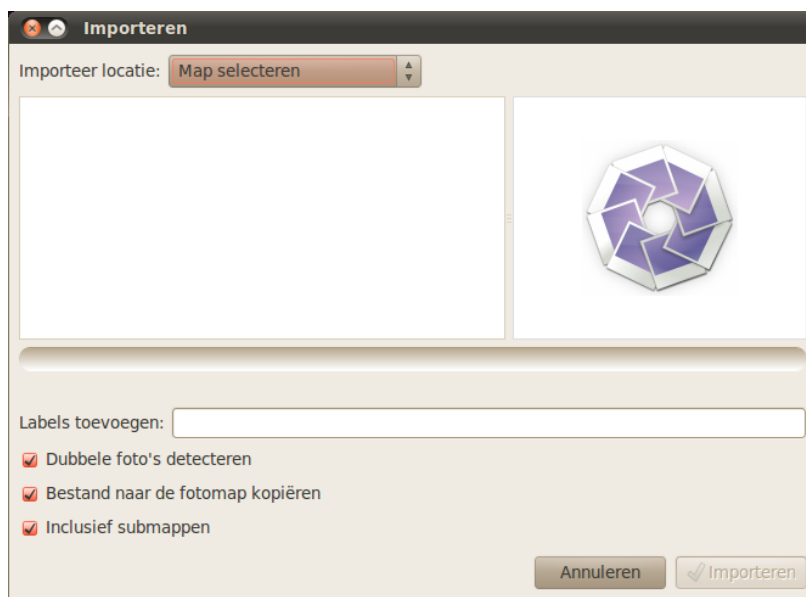 Importeren
Importeer locatie: Map selecteren
Labels toevoegen:
Dubbele foto's detecteren
Bestand naar de fotomap kopiëren
Inclusief submappen
Annuleren Importeren